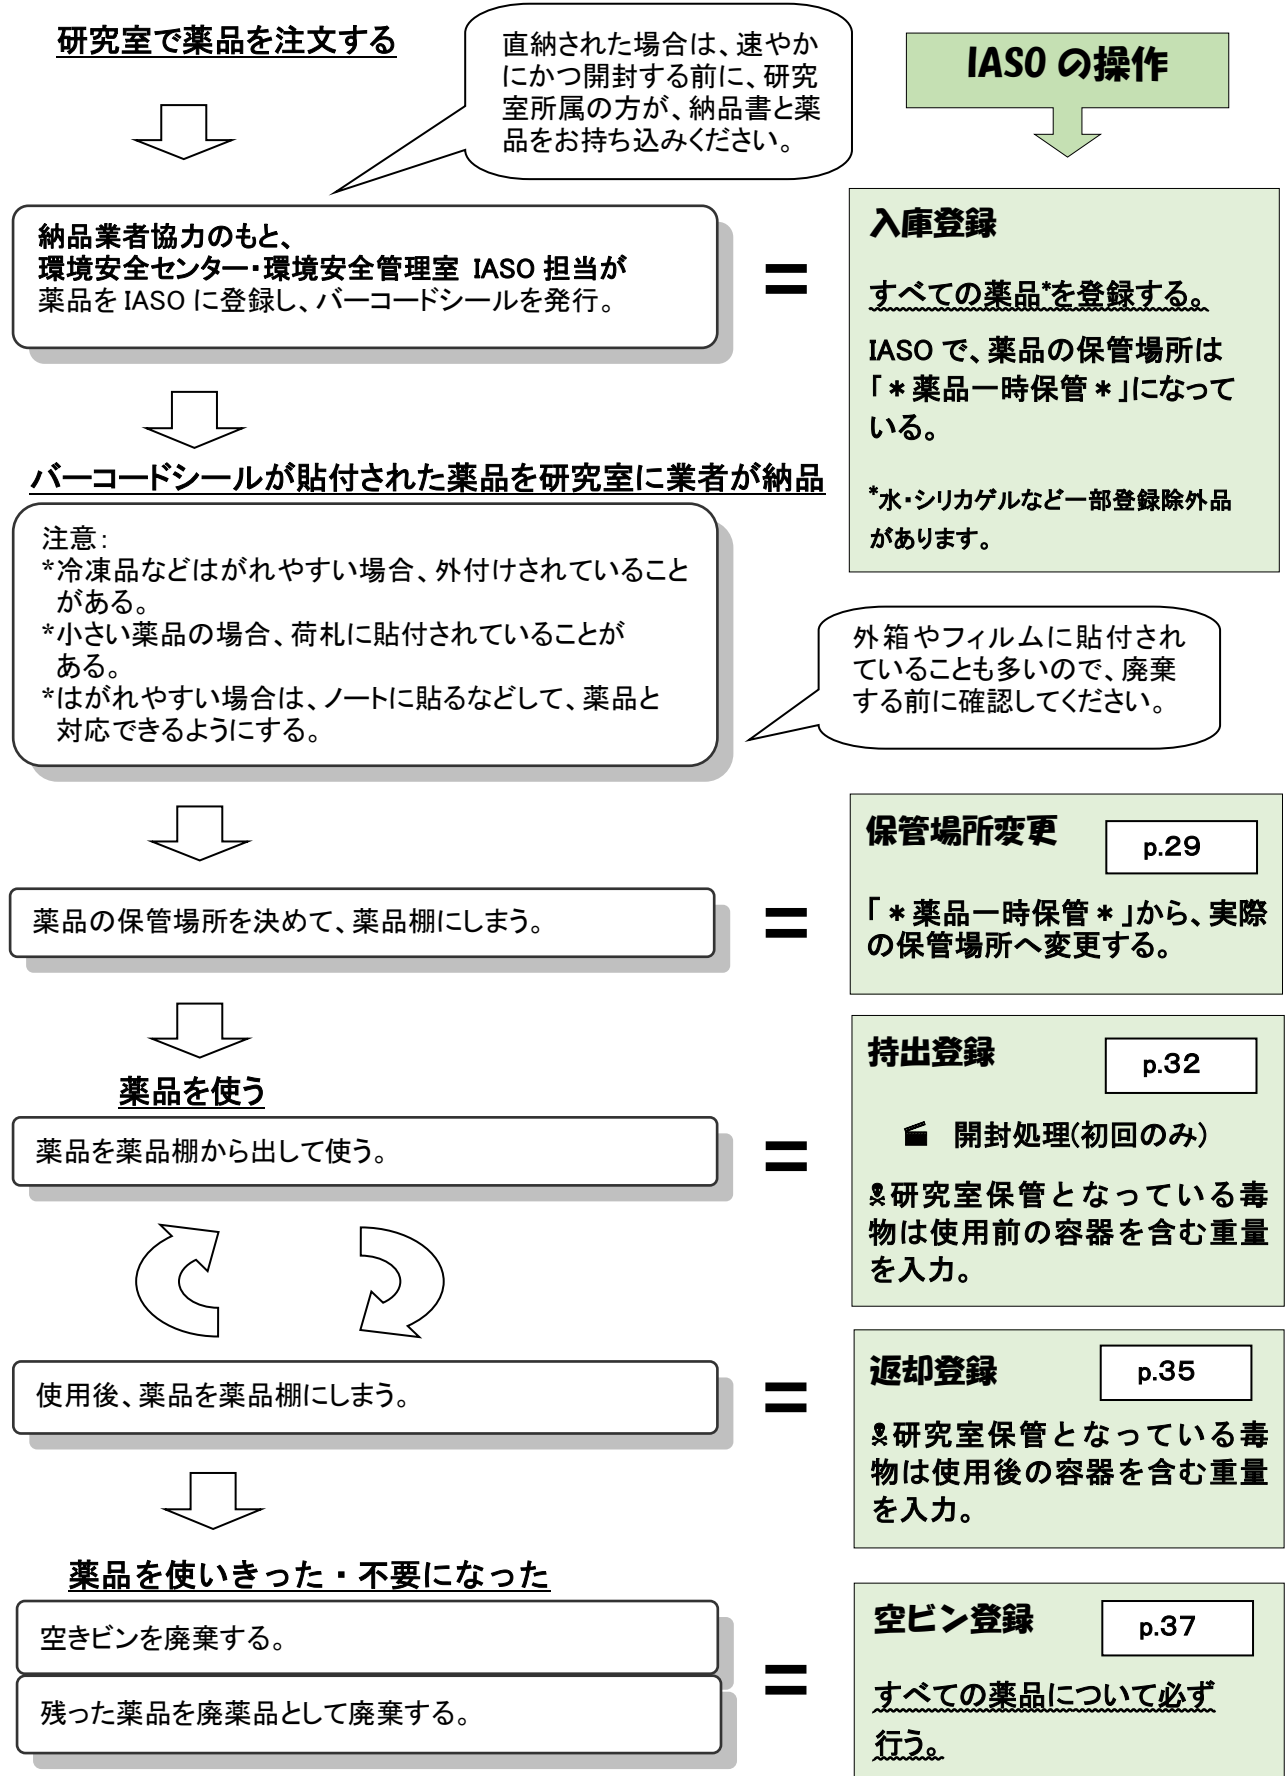 研究室で薬品を注文する
直納された場合は、速やか
にかつ開封する前に、研究
室所属の方が、納品書と薬
品をお持ち込みください。
IASO の操作
納品業者協力のもと、
環境安全センター・環境安全管理室 IASO 担当が
薬品を IASO に登録し、バーコードシールを発行。
=
入庫登録
すべての薬品*を登録する。
IASO で、薬品の保管場所は
「＊薬品一時保管＊」になって
いる。
*水・シリカゲルなど一部登録除外品
があります。
バーコードシールが貼付された薬品を研究室に業者が納品
注意:
*冷凍品などはがれやすい場合、外付けされていること
がある。
*小さい薬品の場合、荷札に貼付されていることが
ある。
*はがれやすい場合は、ノートに貼るなどして、薬品と
対応できるようにする。
外箱やフィルムに貼付され
ていることも多いので、廃棄
する前に確認してください。
薬品の保管場所を決めて、薬品棚にしまう。
=
保管場所変更
p.29
「＊薬品一時保管＊」から、実際
の保管場所へ変更する。
薬品を使う
薬品を薬品棚から出して使う。
=
持出登録
p.32
開封処理(初回のみ)
☠研究室保管となっている毒
物は使用前の容器を含む重量
を入力。
使用後、薬品を薬品棚にしまう。
=
返却登録
p.35
☠研究室保管となっている毒
物は使用後の容器を含む重量
を入力。
薬品を使いきった・不要になった
空きビンを廃棄する。
残った薬品を廃薬品として廃棄する。
=
空ビン登録
p.37
すべての薬品について必ず
行う。